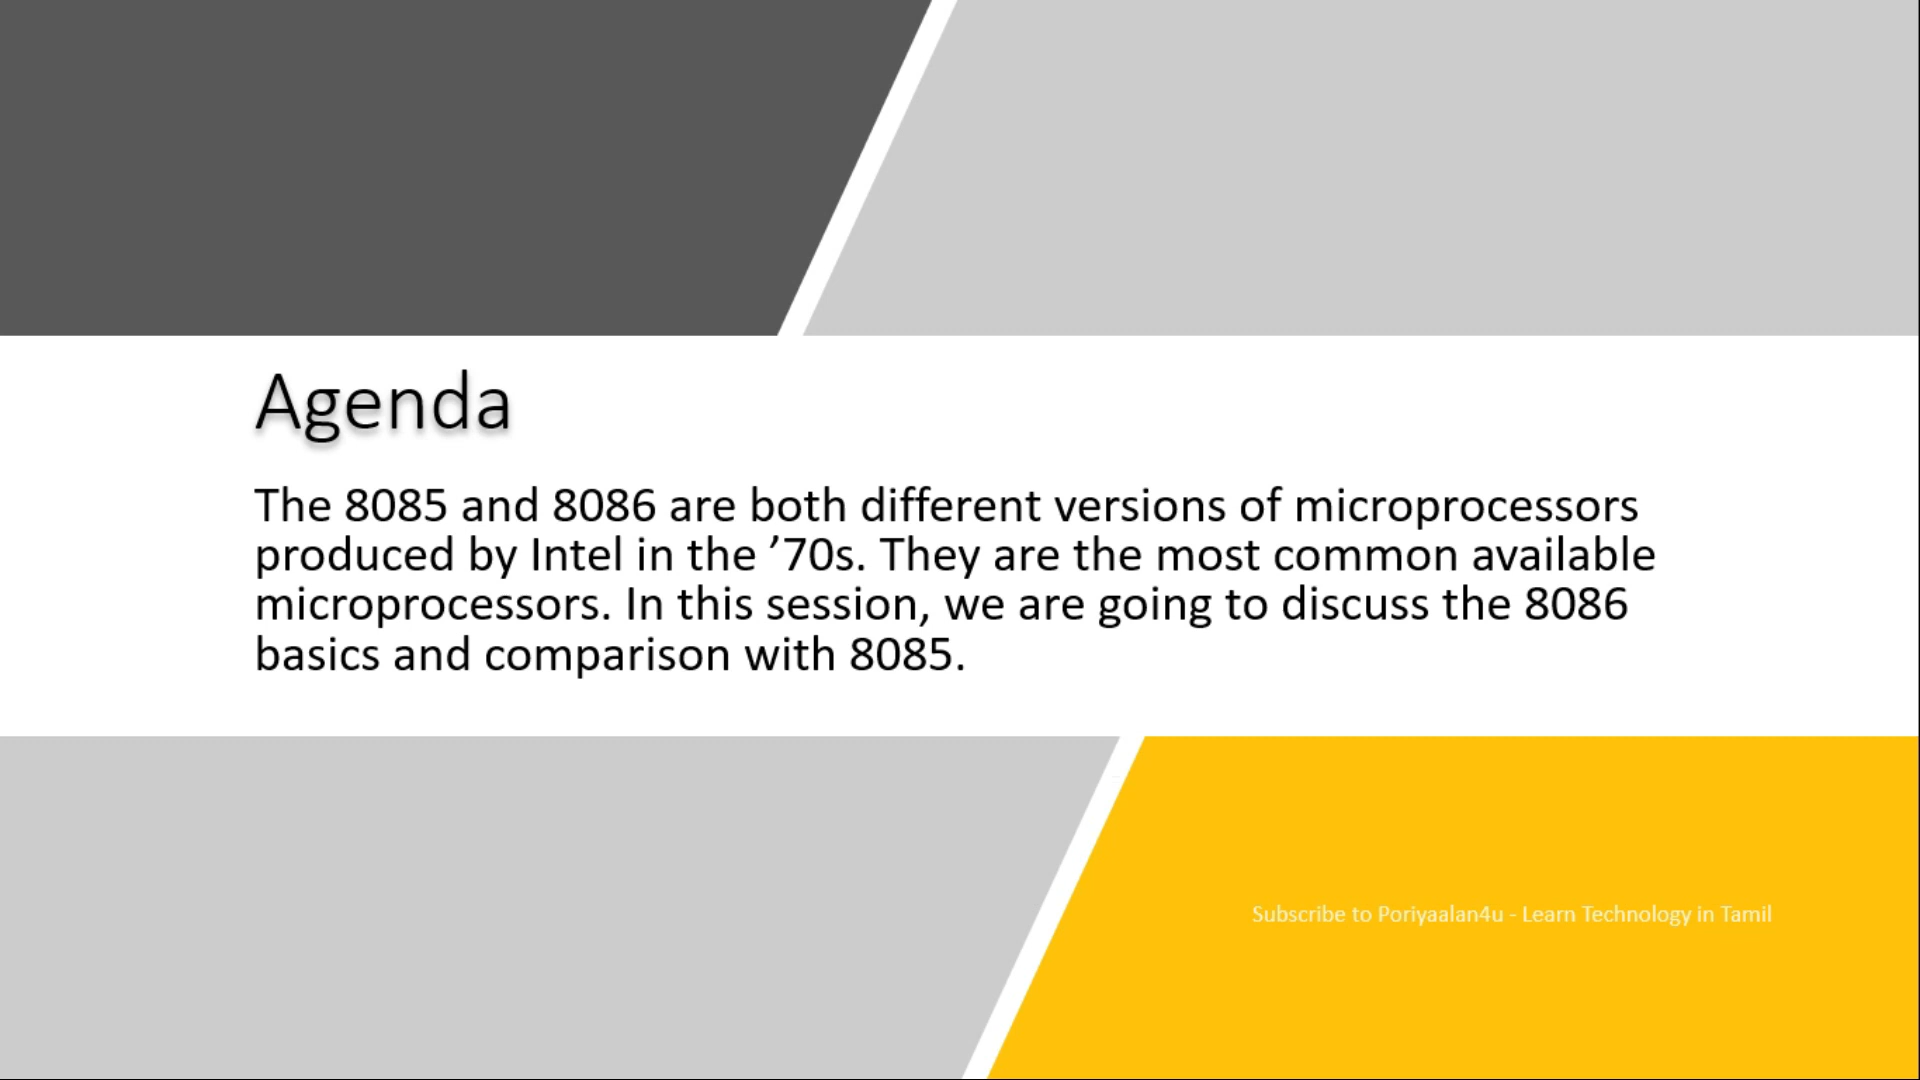 Agenda
The 8085 and 8086 are both different versions of microprocessors
produced by Intel in the ’70s. They are the most common available
microprocessors. In this session, we are going to discuss the 8086
basics and comparison with 8085.
Subscribe to Poriyaalan4u - Learn Technology in Tamil